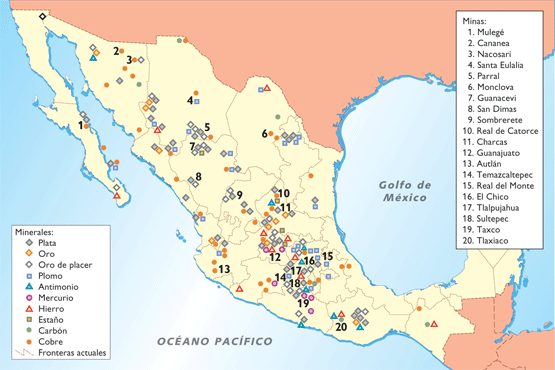 Minas:
1. Mulegé
2. Cananea
3. Nacosari
4. Santa Eulalia
5. Parral
6. Monclova
7. Guanacevi
8. San Dimas
9. Sombrerete
10. Real de Catorce
11. Charcas
12. Guanajuato
13. Autlán
14. Temazcaltepec
15. Real del Monte
16. El Chico
17. Tlalpujahua
18. Sultepec
19. Taxco
20. Tlaxiaco
2
3
4
1
5
6
7
8
9
10
11
Golfo de
México
12
13
14
15
16
17
18
19
20
Minerales:
Plata
Oro
Oro de placer
Plomo
Antimonio
Mercurio
Hierro
Estaño
Carbón
Cobre
Fronteras actuales
OCÉANO PACÍFICO